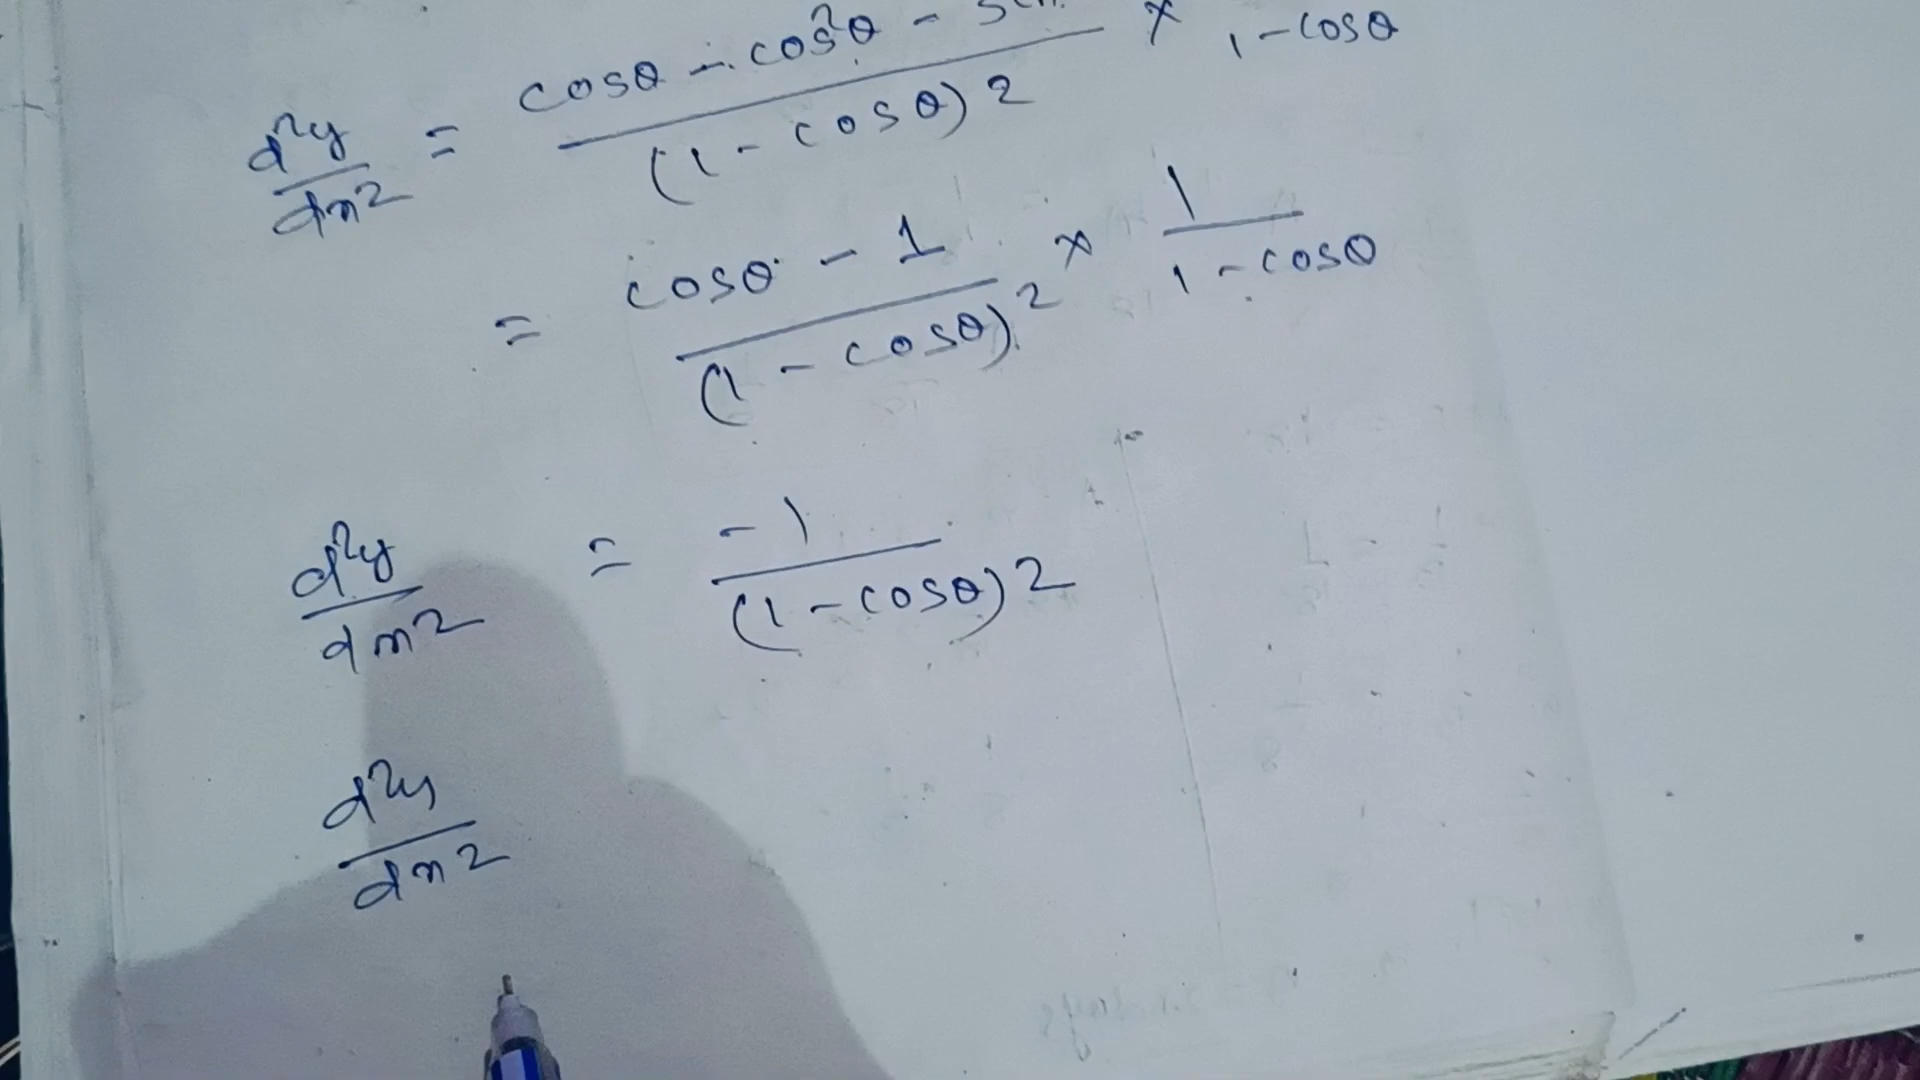 d²y/dx² = cosθ - cos²θ - sin / (1 - cosθ)2 × 1 - cosθ
= cosθ - 1 / (1 - cosθ)2 × 1 / 1 - cosθ
d²y/dx2 = -1 / (1 - cosθ)2
d²y/dx2